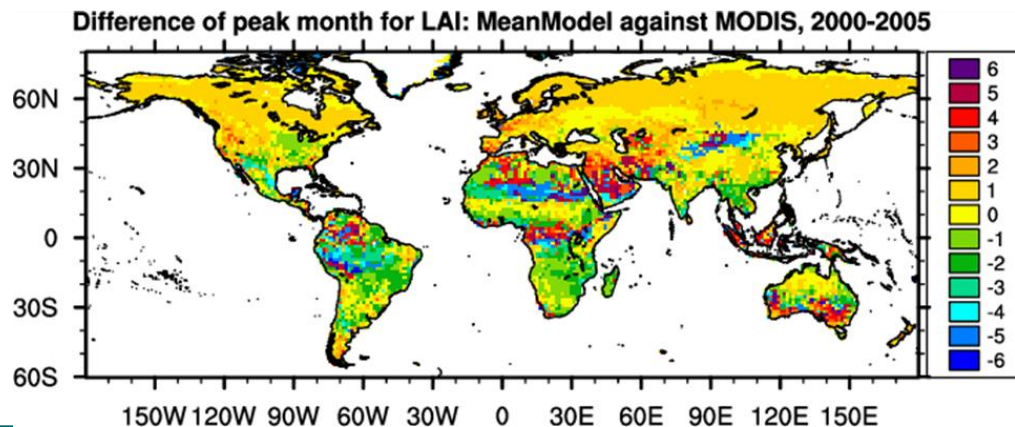 Difference of peak month for LAI: MeanModel against MODIS, 2000-2005
60N
30N
0
30S
60S
150W 120W 90W 60W 30W 0 30E 60E 90E 120E 150E
6
5
4
3
2
1
0
-1
-2
-3
-4
-5
-6